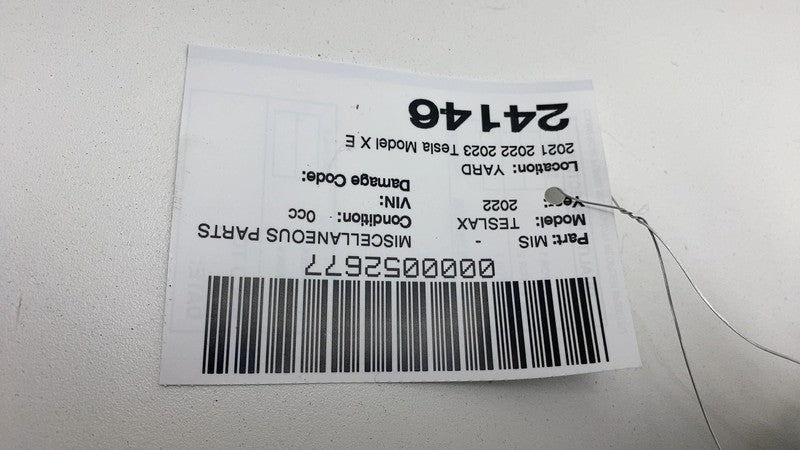 0000052677
Part: MIS - MISCELLANEOUS PARTS
Model: TESLAX Condition: 0cc
Year: 2022 VIN:
Damage Code:
Location: YARD
2021 2022 2023 Tesla Model X E
24146